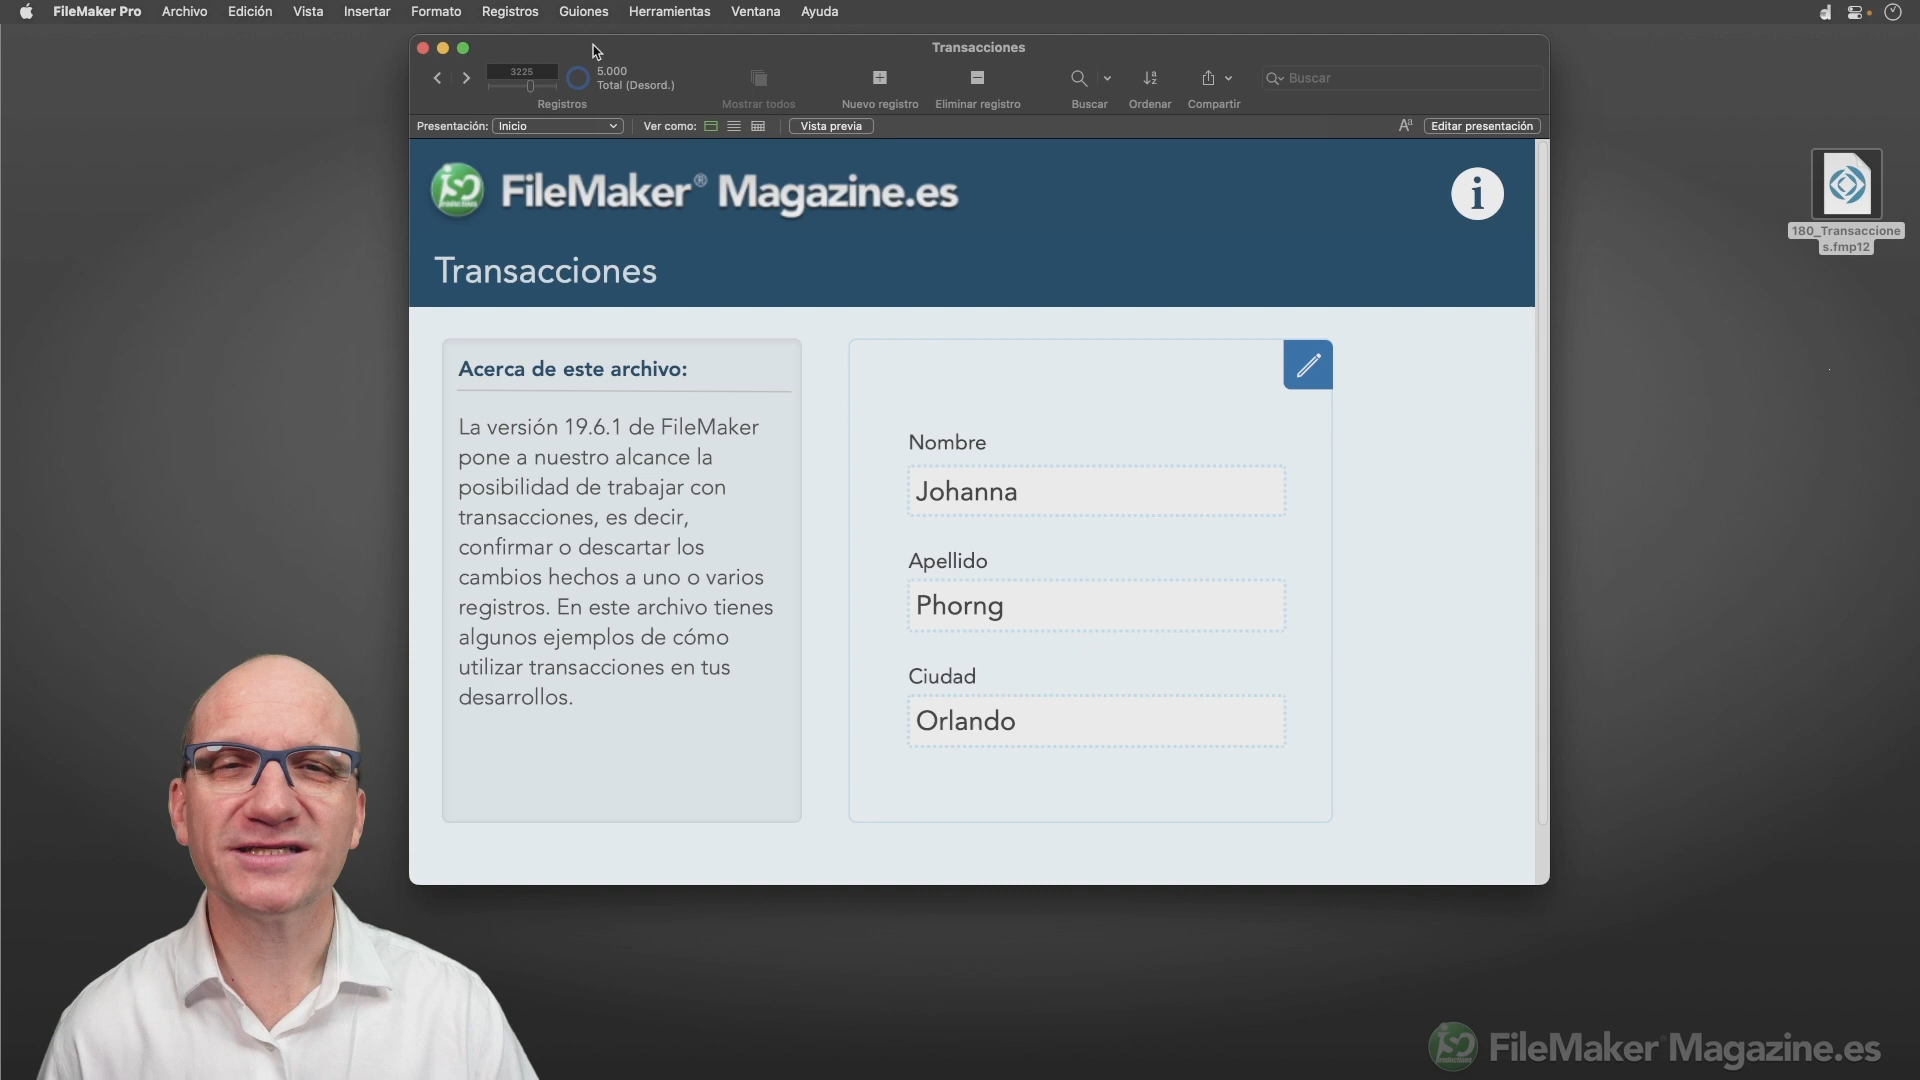 FileMaker Pro Archivo Edición Vista Insertar Formato Registros Guiones Herramientas Ventana Ayuda
Transacciones
3225
5.000
Total (Desord.)
Buscar
Registros
Mostrar todos
Nuevo registro
Eliminar registro
Buscar
Ordenar
Compartir
Presentación: Inicio
Ver como:
Vista previa
Editar presentación
FileMaker® Magazine.es
Transacciones
180_Transaccione
s.fmp12
Acerca de este archivo:
La versión 19.6.1 de FileMaker
pone a nuestro alcance la
posibilidad de trabajar con
transacciones, es decir,
confirmar o descartar los
cambios hechos a uno o varios
registros. En este archivo tienes
algunos ejemplos de cómo
utilizar transacciones en tus
desarrollos.
Nombre
Johanna
Apellido
Phorng
Ciudad
Orlando
FileMaker Magazine.es